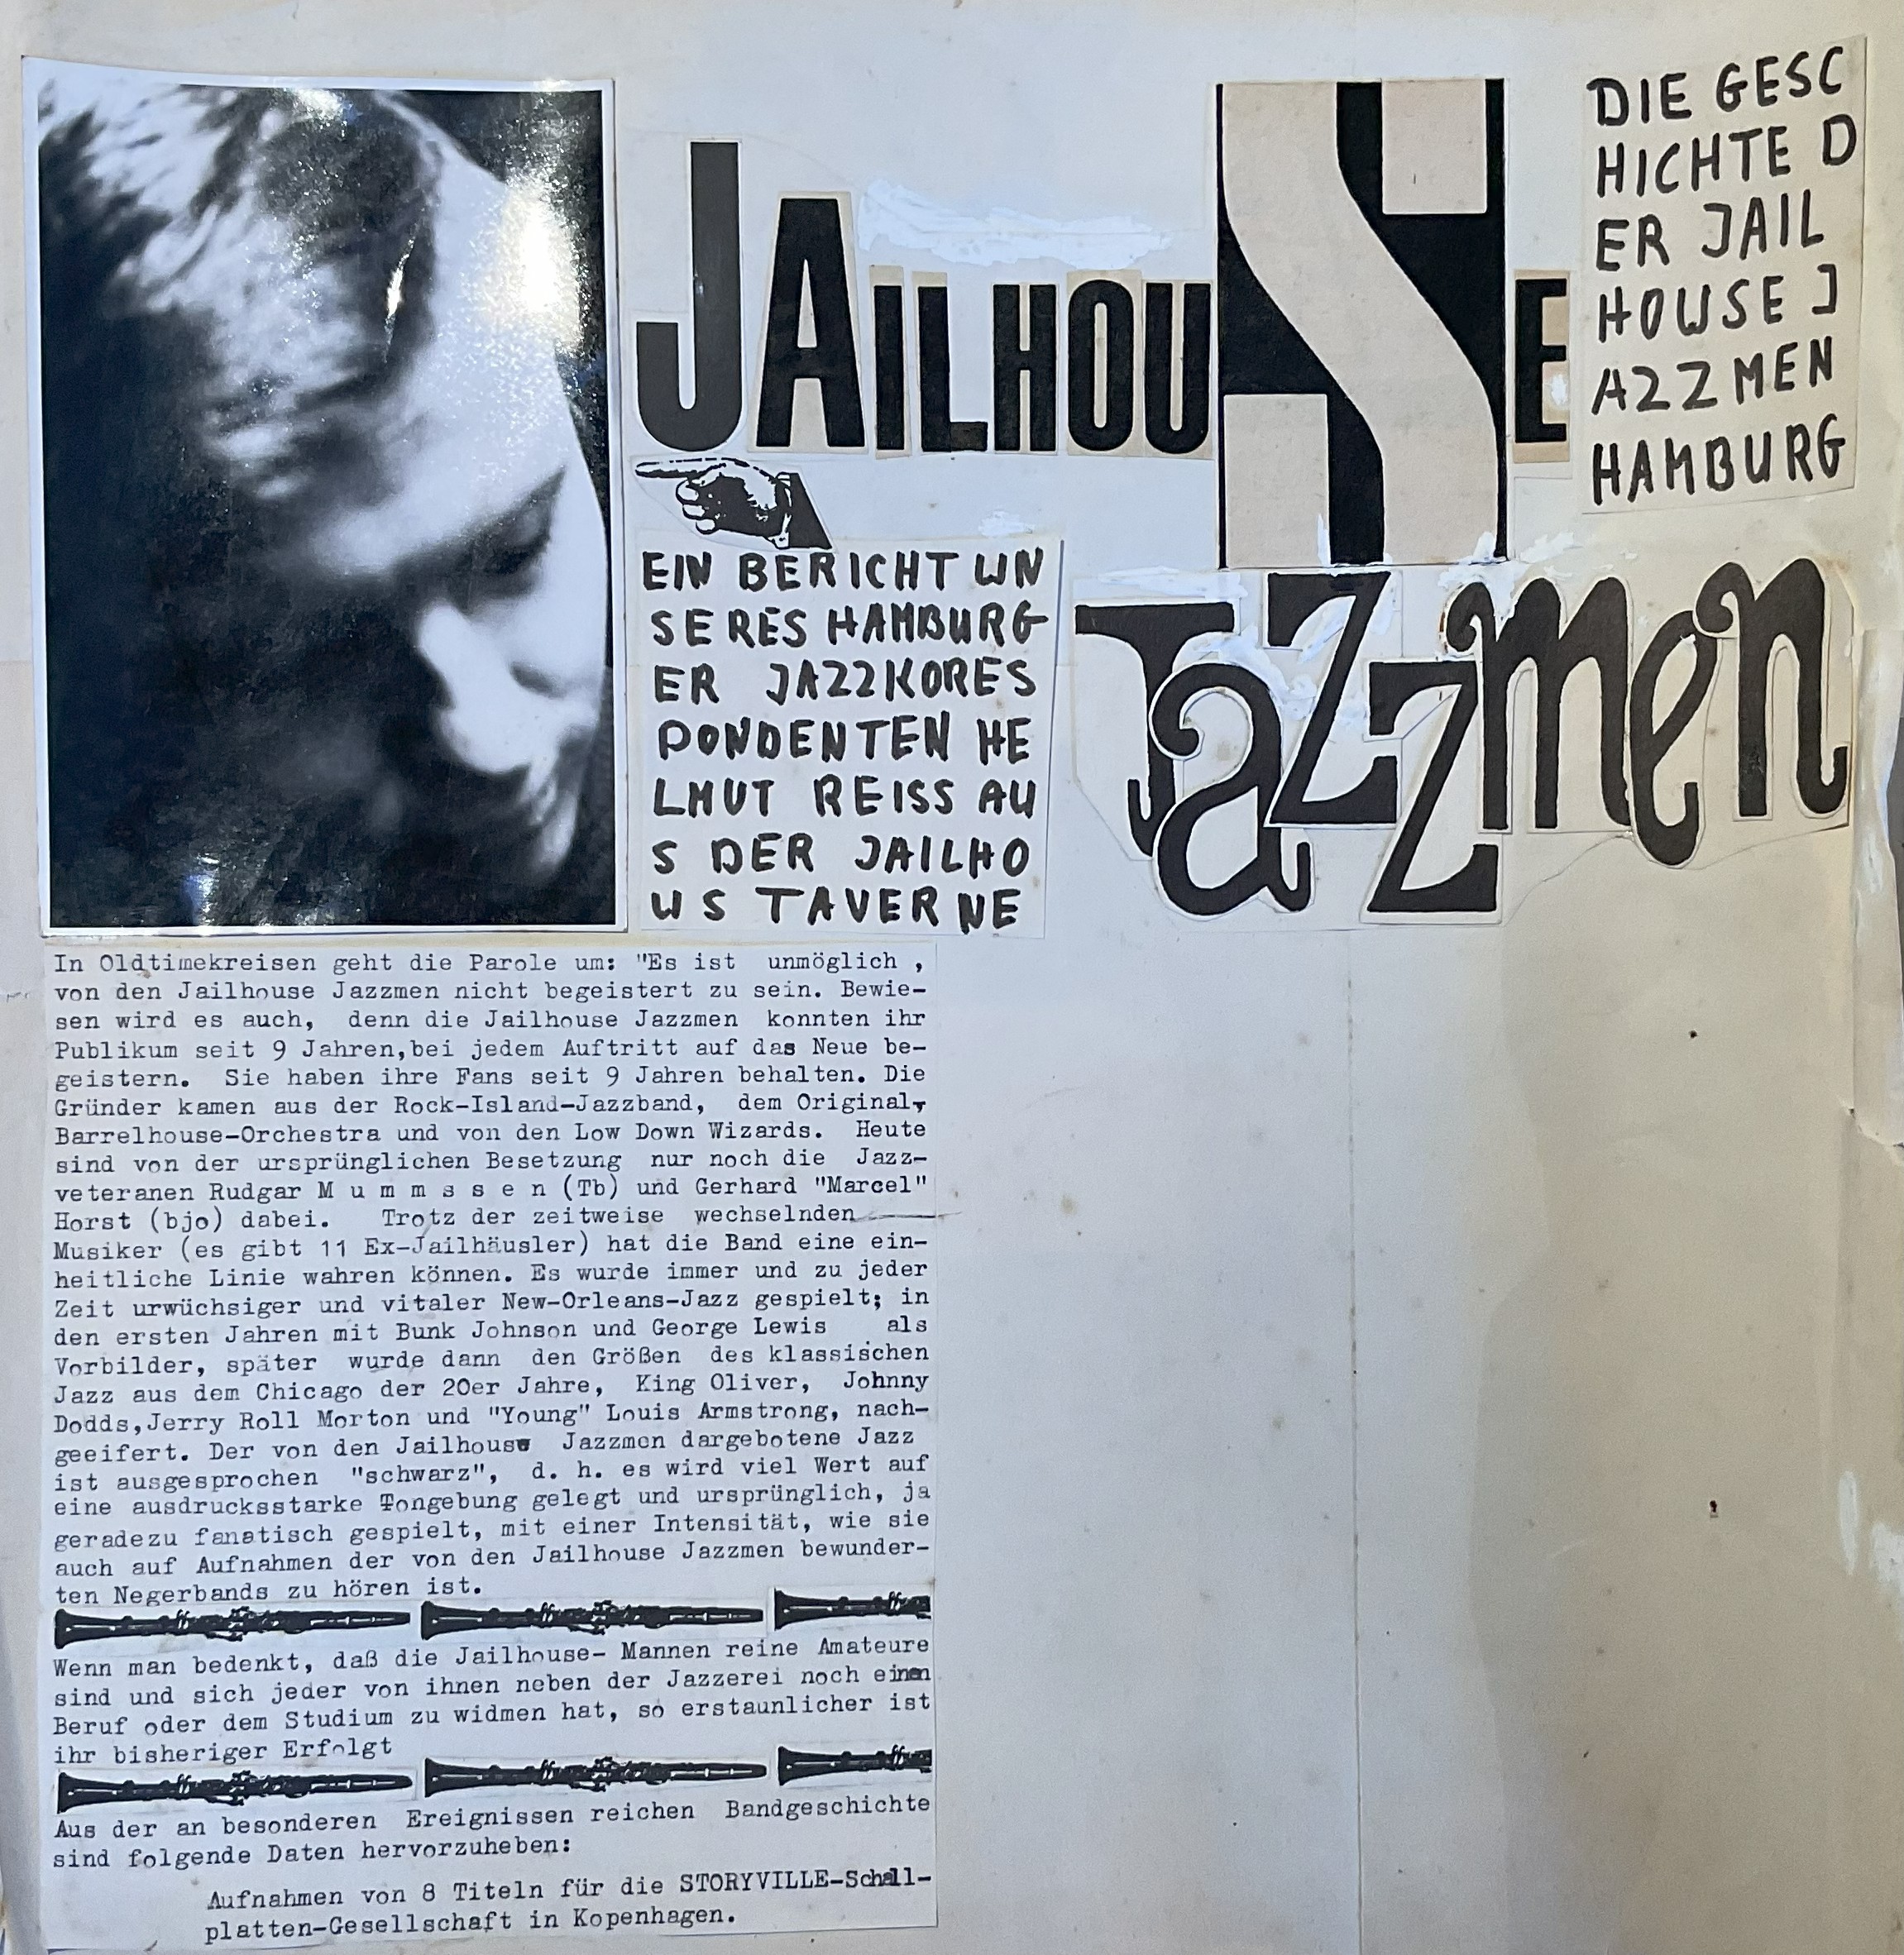 JAILHOUSE
JAZZMEN
DIE GESC
HICHTE D
ER JAIL
HOUSE J
AZZMEN
HAMBURG
EIN BERICHT UN
SERES HAMBURG
ER JAZZKORES
PONDENTEN HE
LMUT REISS AU
S DER JAILHO
US TAVERNE
In Oldtimekreisen geht die Parole um: "Es ist unmöglich ,
von den Jailhouse Jazzmen nicht begeistert zu sein. Bewie-
sen wird es auch, denn die Jailhouse Jazzmen konnten ihr
Publikum seit 9 Jahren,bei jedem Auftritt auf das Neue be-
geistern. Sie haben ihre Fans seit 9 Jahren behalten. Die
Gründer kamen aus der Rock-Island-Jazzband, dem Original-
Barrelhouse-Orchestra und von den Low Down Wizards. Heute
sind von der ursprünglichen Besetzung nur noch die Jazz-
veteranen Rudgar M u m m s s e n (Tb) und Gerhard "Marcel"
Horst (bjo) dabei. Trotz der zeitweise wechselnden
Musiker (es gibt 11 Ex-Jailhäusler) hat die Band eine ein-
heitliche Linie wahren können. Es wurde immer und zu jeder
Zeit urwüchsiger und vitaler New-Orleans-Jazz gespielt; in
den ersten Jahren mit Bunk Johnson und George Lewis als
Vorbilder, später wurde dann den Größen des klassischen
Jazz aus dem Chicago der 20er Jahre, King Oliver, Johnny
Dodds,Jerry Roll Morton und "Young" Louis Armstrong, nach-
geeifert. Der von den Jailhouse Jazzmen dargebotene Jazz
ist ausgesprochen "schwarz", d. h. es wird viel Wert auf
eine ausdrucksstarke Tongebung gelegt und ursprünglich, ja
geradezu fanatisch gespielt, mit einer Intensität, wie sie
auch auf Aufnahmen der von den Jailhouse Jazzmen bewunder-
ten Negerbands zu hören ist.
Wenn man bedenkt, daß die Jailhouse- Mannen reine Amateure
sind und sich jeder von ihnen neben der Jazzerei noch einen
Beruf oder dem Studium zu widmen hat, so erstaunlicher ist
ihr bisheriger Erfolgt
Aus der an besonderen Ereignissen reichen Bandgeschichte
sind folgende Daten hervorzuheben:
Aufnahmen von 8 Titeln für die STORYVILLE-Schall-
platten-Gesellschaft in Kopenhagen.